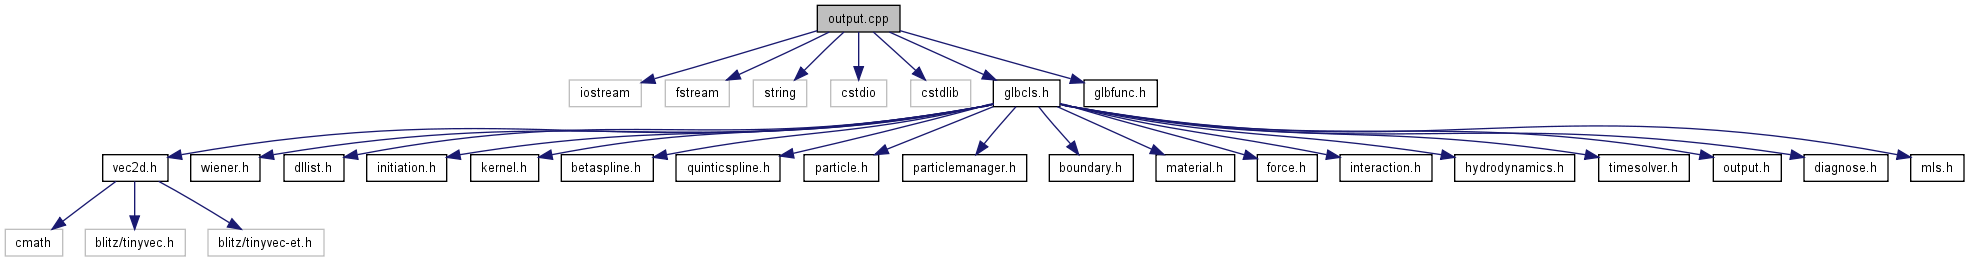 output.cpp
iostream
fstream
string
cstdio
cstdlib
glbcls.h
glbfunc.h
vec2d.h
wiener.h
dllist.h
initiation.h
kernel.h
betaspline.h
quinticspline.h
particle.h
particlemanager.h
boundary.h
material.h
force.h
interaction.h
hydrodynamics.h
timesolver.h
output.h
diagnose.h
mls.h
cmath
blitz/tinyvec.h
blitz/tinyvec-et.h